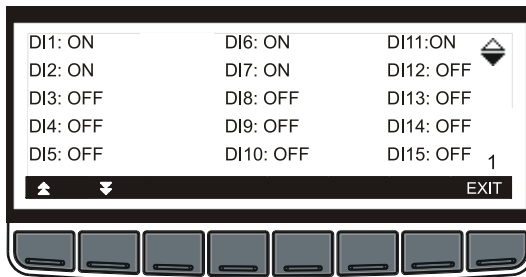 DI1: ON DI6: ON DI11:ON
DI2: ON DI7: ON DI12: OFF
DI3: OFF DI8: OFF DI13: OFF
DI4: OFF DI9: OFF DI14: OFF
DI5: OFF DI10: OFF DI15: OFF 1
EXIT